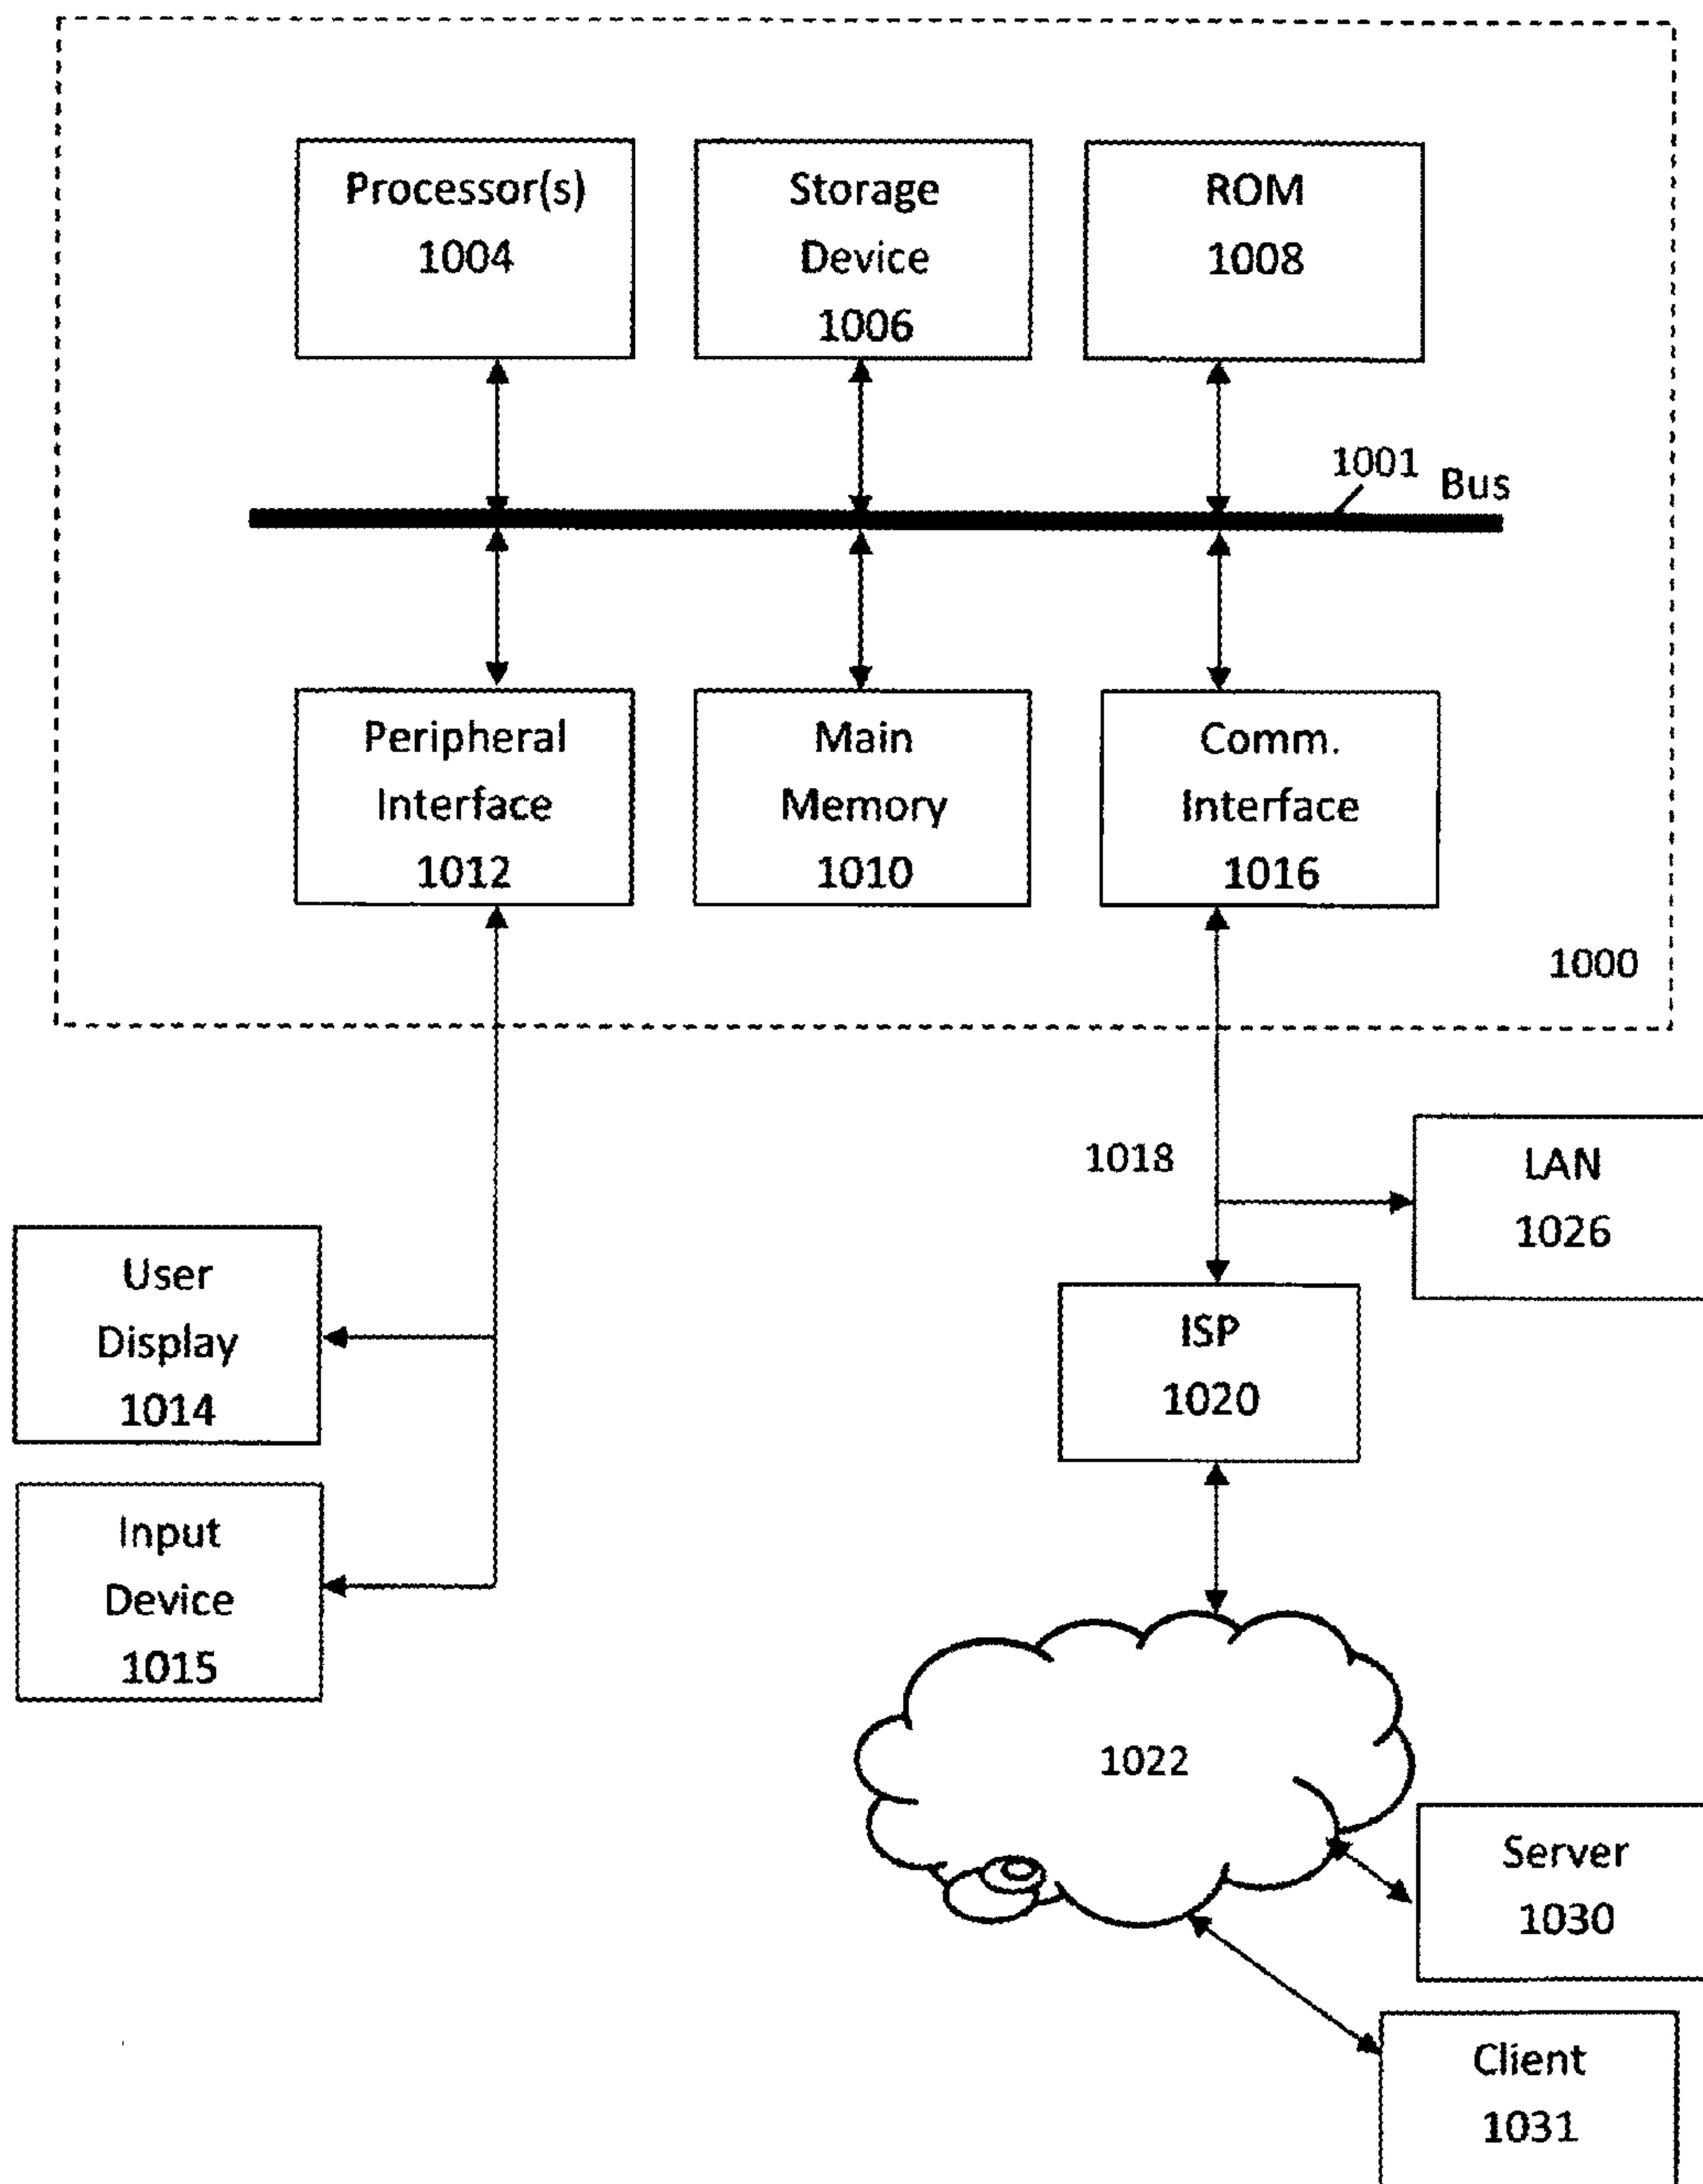 Processor(s)
1004
Storage
Device
1006
ROM
1008
1001
Bus
Peripheral
Interface
1012
Main
Memory
1010
Comm.
Interface
1016
1000
1018
LAN
1026
User
Display
1014
ISP
1020
Input
Device
1015
1022
Server
1030
Client
1031